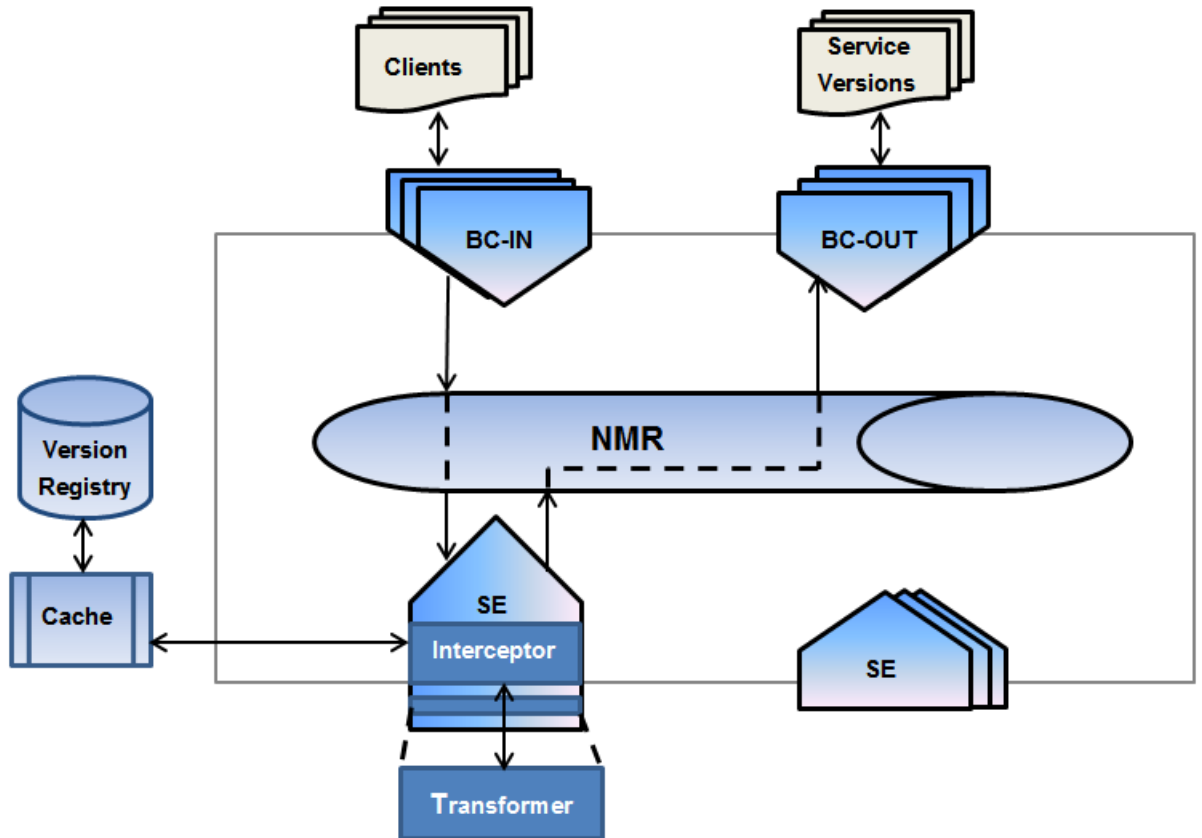 Clients
Service
Versions
BC-IN
BC-OUT
NMR
Version
Registry
SE
Cache
Interceptor
SE
Transformer